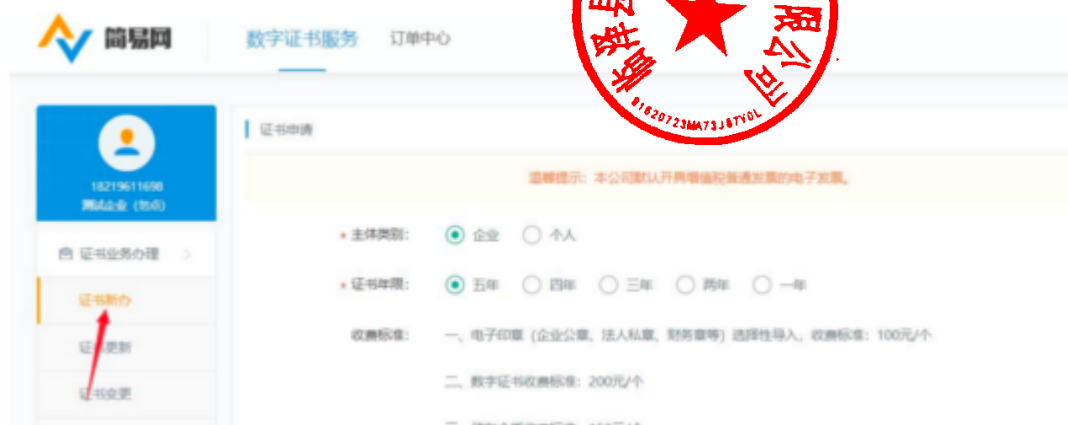 简易网
数字证书服务
订单中心
限公司
91620723MA73J87Y0L
18219611698
测试企业（勿点）
证书申请
温馨提示：本公司默认开具增值税普通发票的电子发票。
* 主体类别： 企业 个人
证书业务办理
* 证书年限： 五年 四年 三年 两年 一年
证书新办
收费标准： 一、电子印章（企业公章、法人私章、财务章等）选择性导入，收费标准：100元/个
证书更新
二、数字证书收费标准：200元/个
证书变更